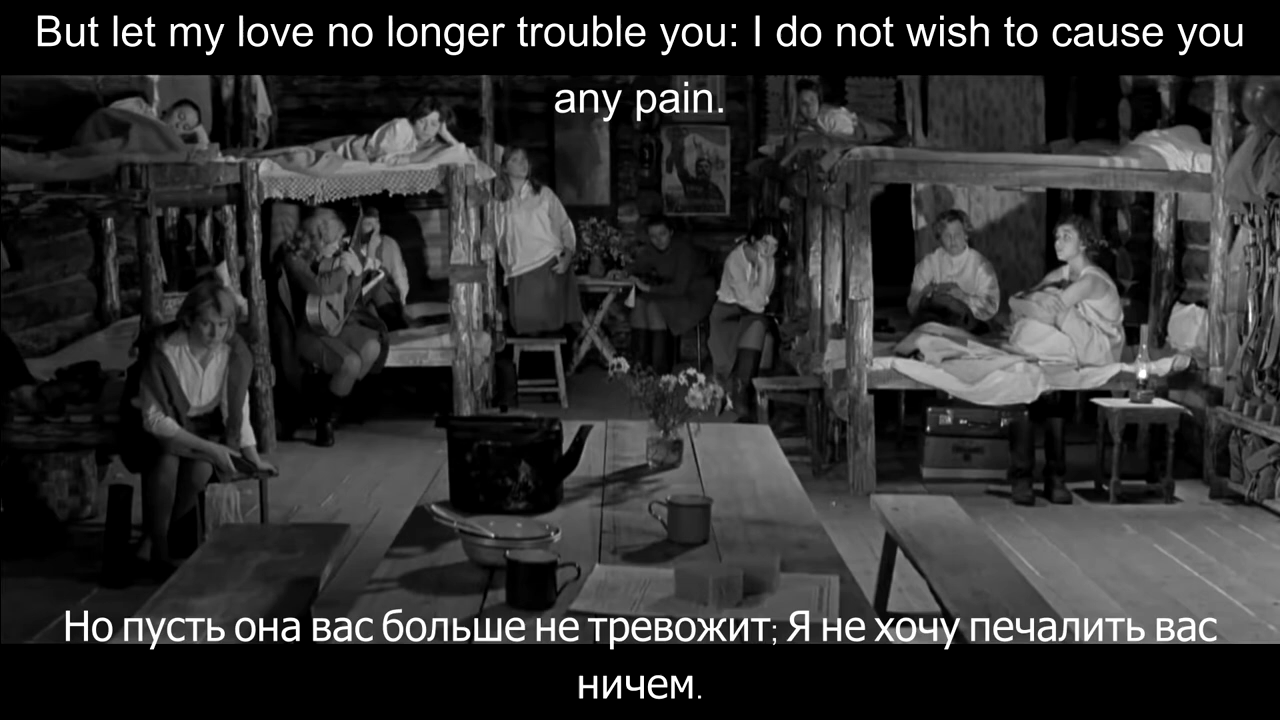 But let my love no longer trouble you: I do not wish to cause you
any pain.
Но пусть она вас больше не тревожит; Я не хочу печалить вас
ничем.